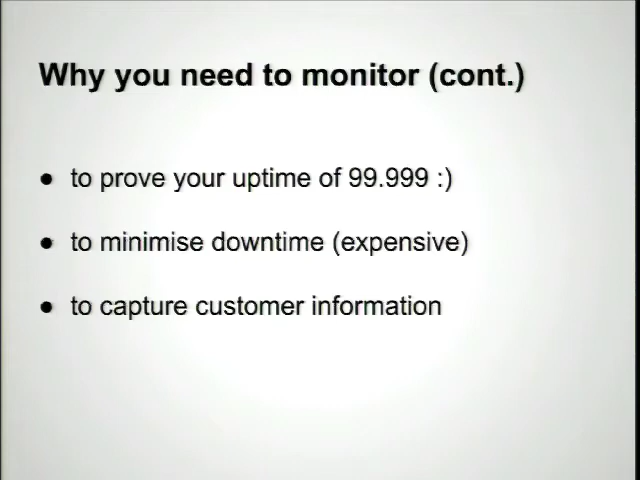 Why you need to monitor (cont.)
● to prove your uptime of 99.999 :)
● to minimise downtime (expensive)
● to capture customer information